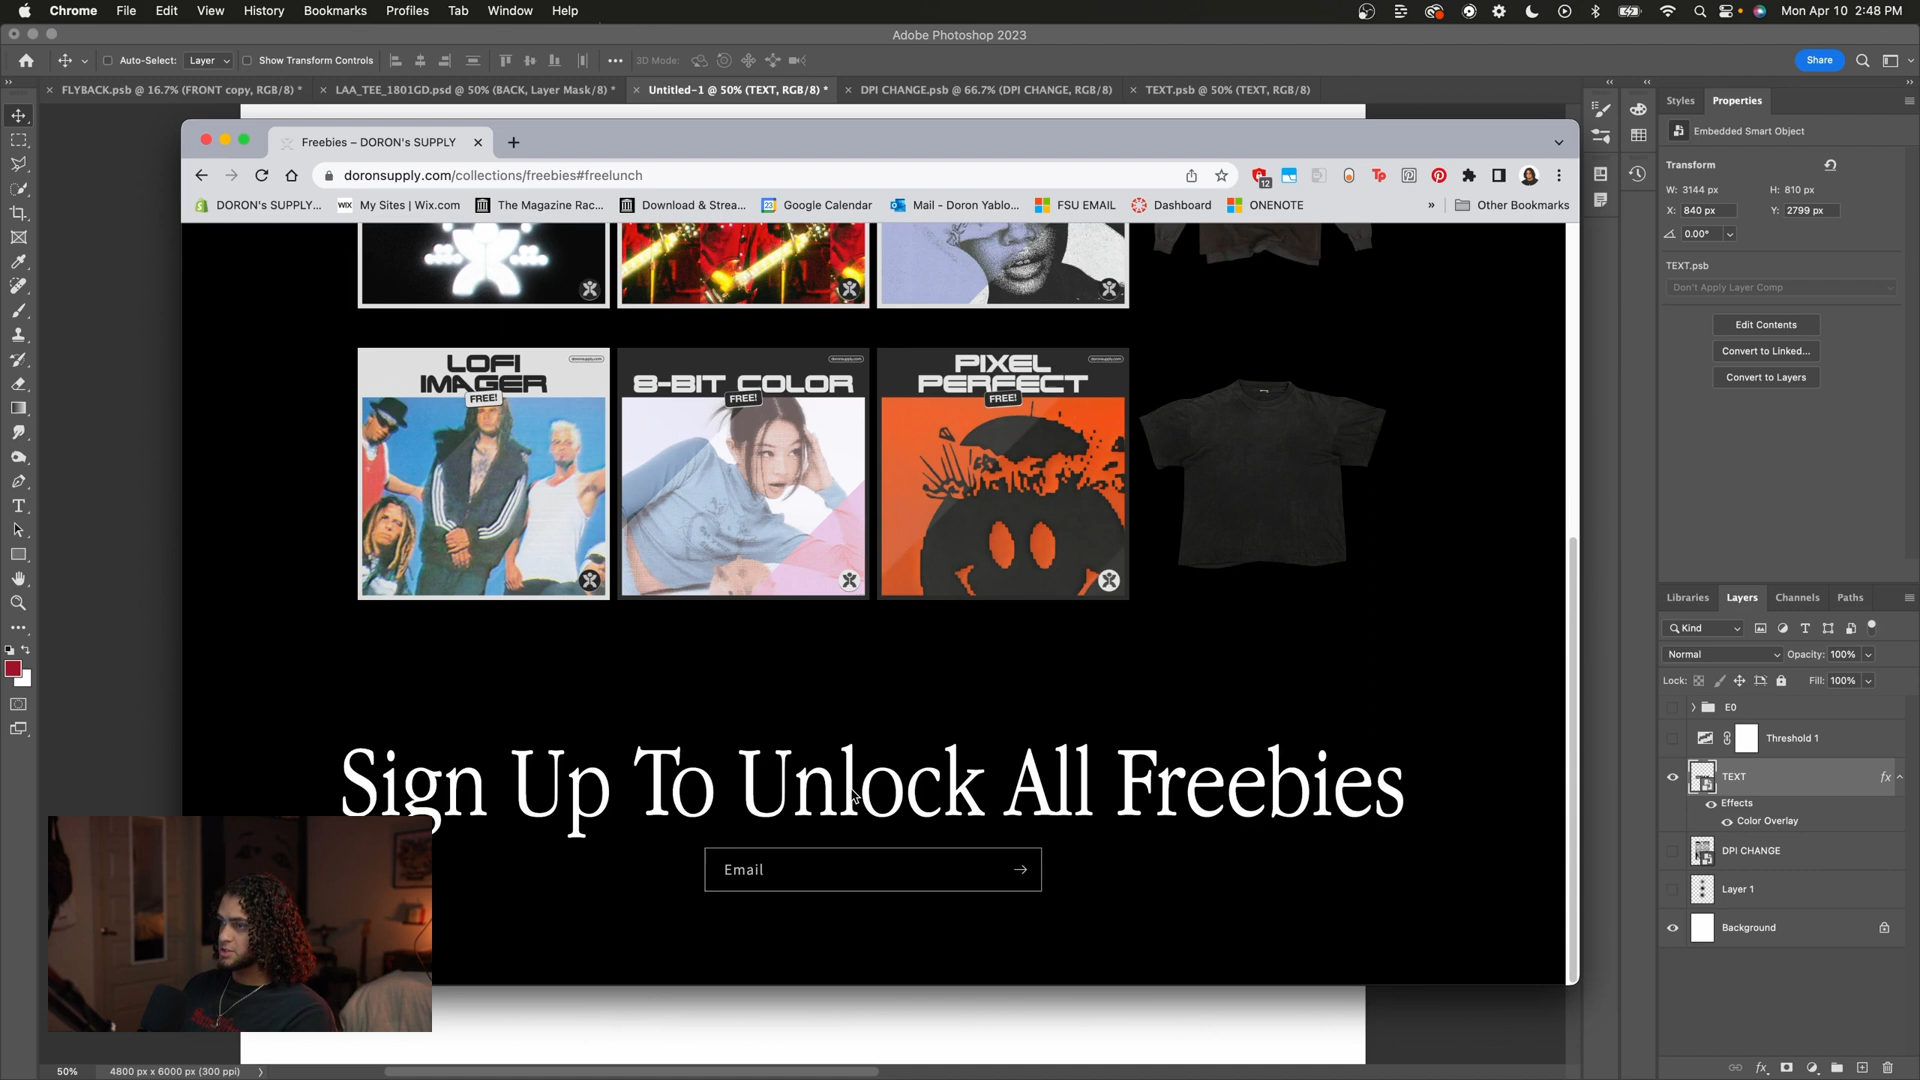 Chrome File Edit View History Bookmarks Profiles Tab Window Help Mon Apr 10 2:48 PM
Adobe Photoshop 2023
Auto-Select: Layer Show Transform Controls 3D Mode: Share
FLYBACK.psb @ 16.7% (FRONT copy, RGB/8) * LAA_TEE_1801GD.psd @ 50% (BACK, Layer Mask/8) * Untitled-1 @ 50% (TEXT, RGB/8) * DPI CHANGE.psb @ 66.7% (DPI CHANGE, RGB/8) TEXT.psb @ 50% (TEXT, RGB/8)
Freebies – DORON's SUPPLY
doronsupply.com/collections/freebies#freelunch
12
DORON's SUPPLY... WIX My Sites | Wix.com The Magazine Rac... Download & Strea... 23 Google Calendar Mail - Doron Yablo... FSU EMAIL Dashboard ONENOTE » Other Bookmarks
LOFI
IMAGER
FREE!
8-BIT COLOR
FREE!
PIXEL
PERFECT
FREE!
Sign Up To Unlock All Freebies
Email
Styles Properties
Embedded Smart Object
Transform
W: 3144 px H: 810 px
X: 840 px Y: 2799 px
0.00°
TEXT.psb
Don't Apply Layer Comp
Edit Contents
Convert to Linked...
Convert to Layers
Libraries Layers Channels Paths
Kind
Normal Opacity: 100%
Lock: Fill: 100%
E0
Threshold 1
TEXT fx
Effects
Color Overlay
DPI CHANGE
Layer 1
Background
50% 4800 px x 6000 px (300 ppi)
fx